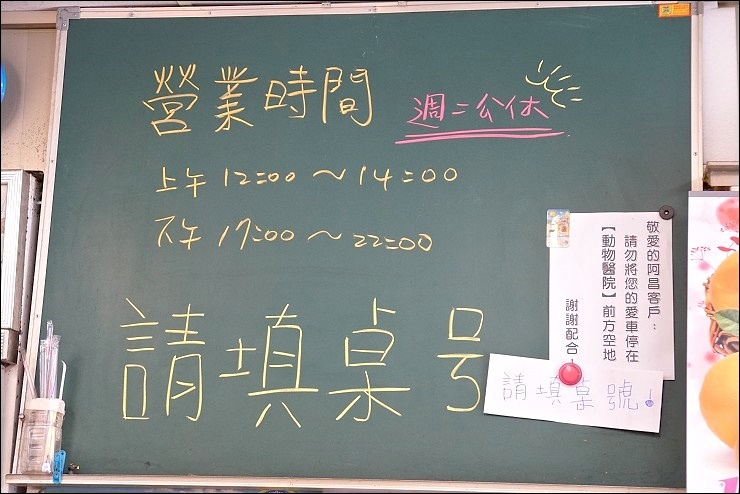 營業時間
週二公休
上午 12:00 ~ 14:00
下午 17:00 ~ 22:00
請填桌号
敬愛的阿昌客戶：
請勿將您的愛車停在
【動物醫院】前方空地
謝謝配合
請填桌號!